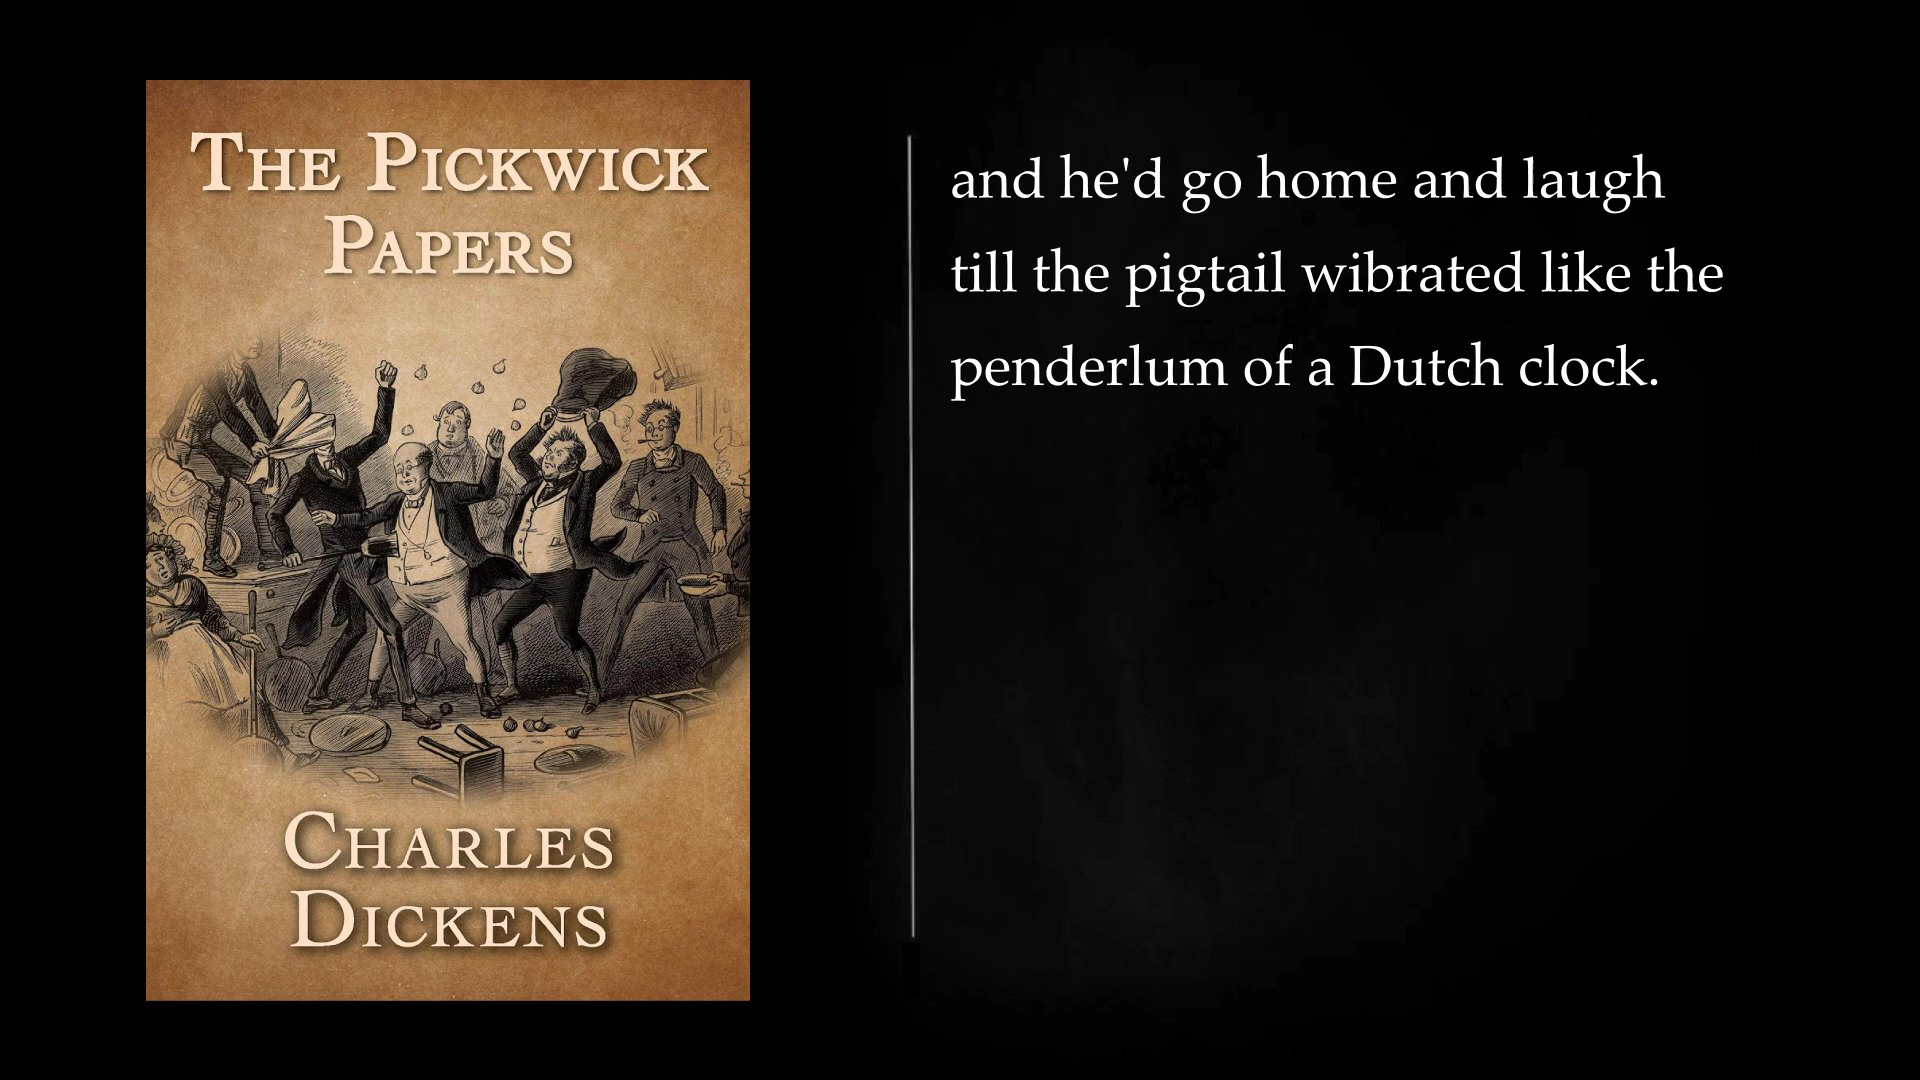 THE PICKWICK
PAPERS
CHARLES
DICKENS
and he'd go home and laugh
till the pigtail wibrated like the
penderlum of a Dutch clock.